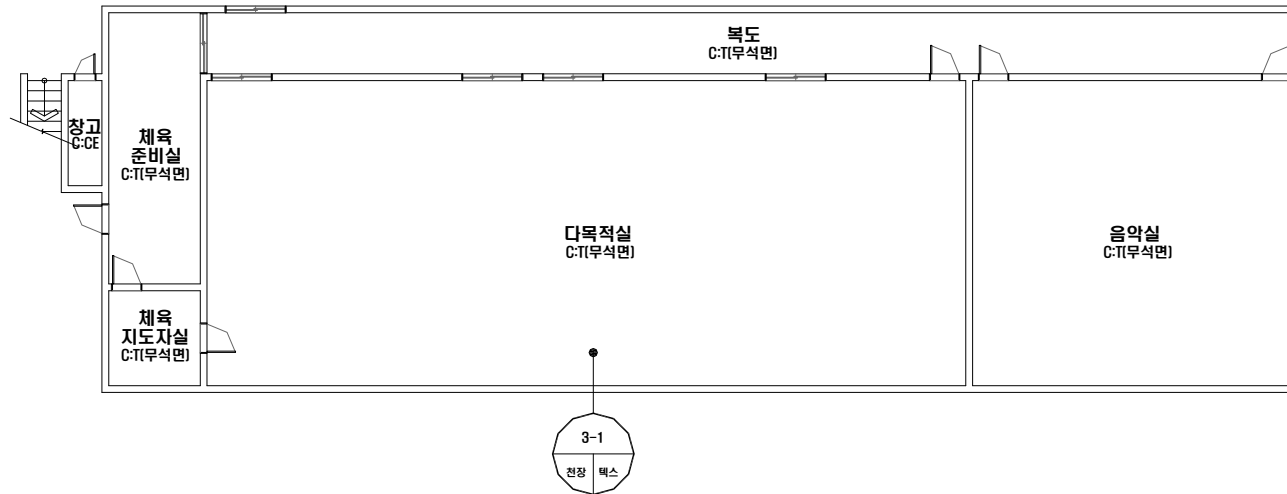 복도
C:T(무석면)
창고
C:CE
체육
준비실
C:T(무석면)
다목적실
C:T(무석면)
음악실
C:T(무석면)
체육
지도자실
C:T(무석면)
3-1
천장 텍스